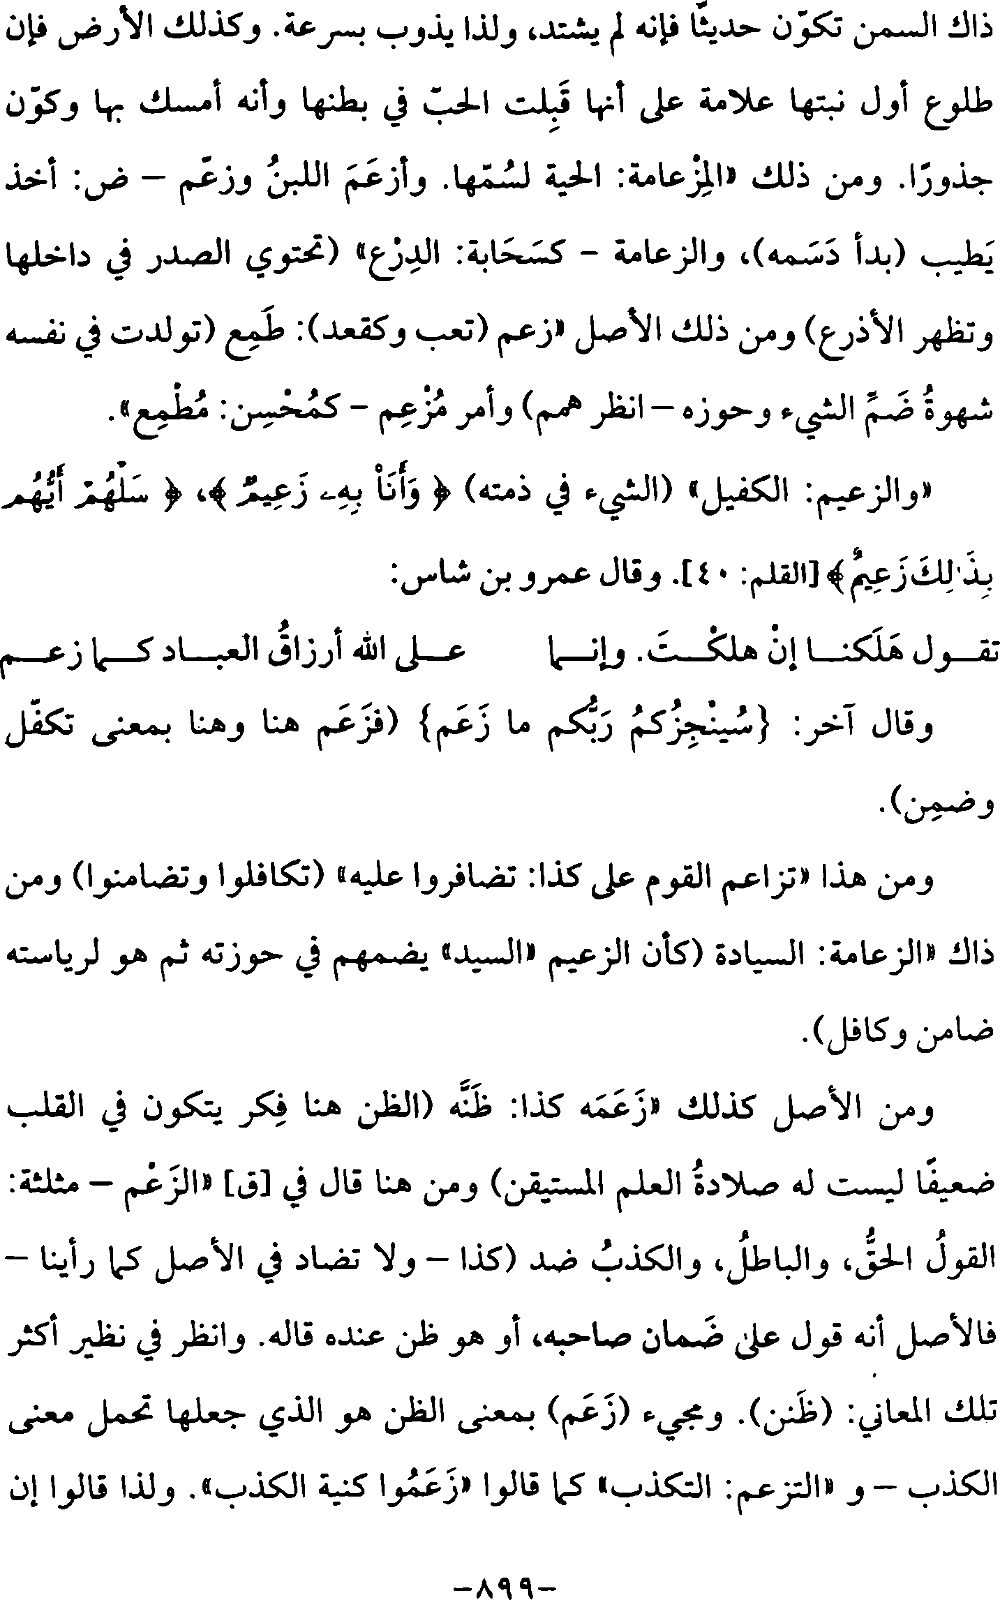 ذاك السمن تكوّن حديثًا فإنه لم يشتد، ولذا يذوب بسرعة. وكذلك الأرض فإن
طلوع أول نبتها علامة على أنها قَبِلت الحبّ في بطنها وأنه أمسك بها وكوّن
جذورًا. ومن ذلك «المِزْعامة: الحية لسُمّها. وأزعَمَ اللبنُ وزعّم – ض: أخذ
يَطيب (بدأ دَسَمه)، والزعامة – كسَحَابة: الدِرْع» (تحتوي الصدر في داخلها
وتظهر الأذرع) ومن ذلك الأصل «زعم (تعب وكقعد): طَمِع (تولدت في نفسه
شهوةُ ضَمِّ الشيء وحوزه – انظر همم) وأمر مُزْعِم – كمُحْسِن: مُطْمِع».
«والزعيم: الكفيل» (الشيء في ذمته) ﴿ وَأَنَا۠ بِهِۦ زَعِيمٌ ﴾، ﴿ سَلْهُمْ أَيُّهُم
بِذَٰلِكَ زَعِيمٌ ﴾ [القلم: ٤٠]. وقال عمرو بن شاس:
تقول هَلَكنا إنْ هلكْتَ. وإنما على الله أرزاقُ العباد كما زعم
وقال آخر: {سُينْجِزُكمُ رَبُّكم ما زَعَم} (فزَعَم هنا وهنا بمعنى تكفّل
وضمِن).
ومن هذا «تزاعم القوم على كذا: تضافروا عليه» (تكافلوا وتضامنوا) ومن
ذاك «الزعامة: السيادة (كأن الزعيم «السيد» يضمهم في حوزته ثم هو لرياسته
ضامن وكافل).
ومن الأصل كذلك «زَعَمَه كذا: ظَنَّه (الظن هنا فِكر يتكون في القلب
ضعيفًا ليست له صلادةُ العلم المستيقن) ومن هنا قال في [ق] «الزَعْم – مثلثة:
القولُ الحقُّ، والباطلُ، والكذبُ ضد (كذا – ولا تضاد في الأصل كما رأينا –
فالأصل أنه قول على ضَمان صاحبه، أو هو ظن عنده قاله. وانظر في نظير أكثر
تلك المعاني: (ظَنن). ومجيء (زَعَم) بمعنى الظن هو الذي جعلها تحمل معنى
الكذب – و «التزعم: التكذب» كما قالوا «زَعَمُوا كنية الكذب». ولذا قالوا إن
-٨٩٩-